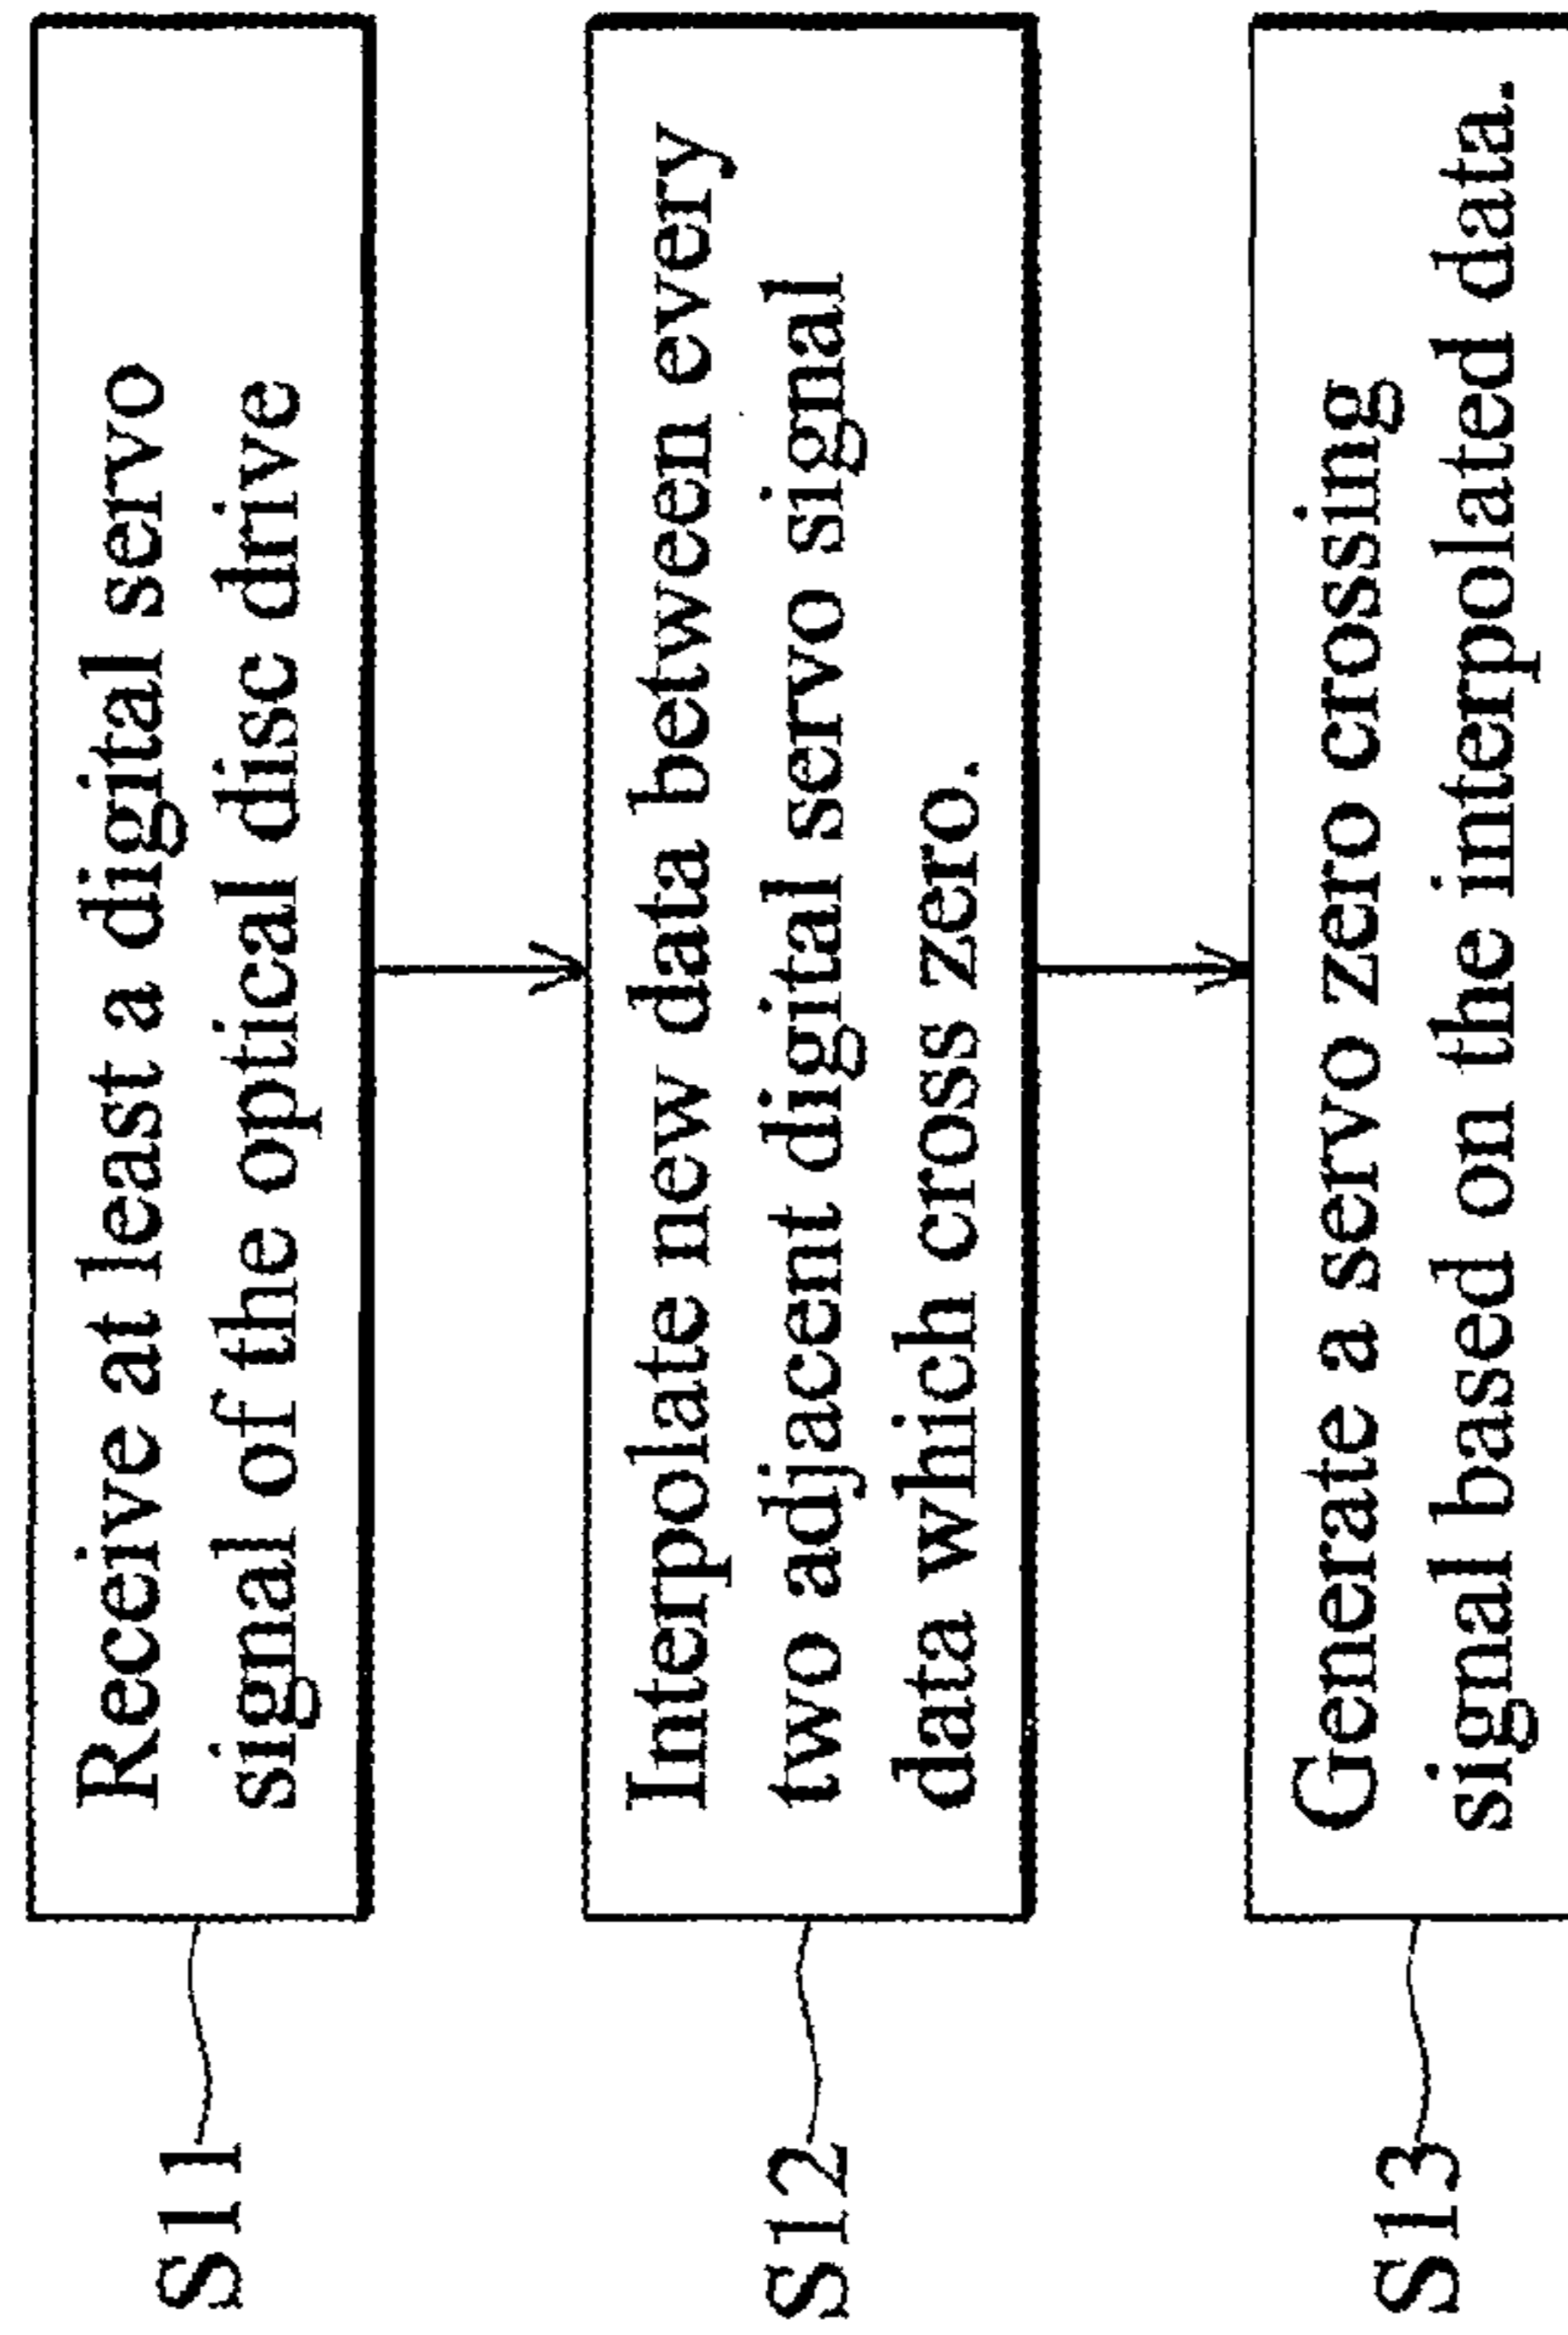 S11
Receive at least a digital servo
signal of the optical disc drive
S12
Interpolate new data between every
two adjacent digital servo signal
data which cross zero.
S13
Generate a servo zero crossing
signal based on the interpolated data.